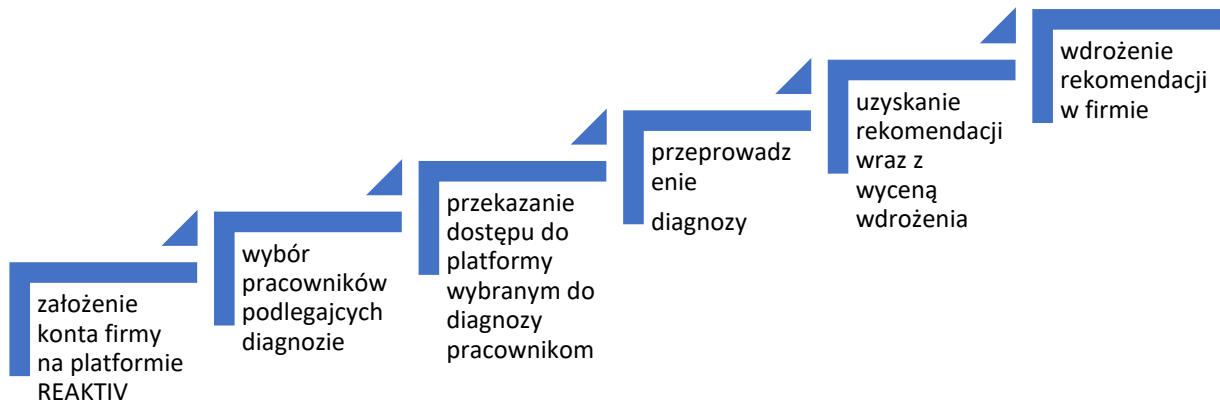 założenie
konta firmy
na platformie
REAKTIV
wybór
pracowników
podlegajcych
diagnozie
przekazanie
dostępu do
platformy
wybranym do
diagnozy
pracownikom
przeprowadz
enie
diagnozy
uzyskanie
rekomendacji
wraz z
wyceną
wdrożenia
wdrożenie
rekomendacji
w firmie